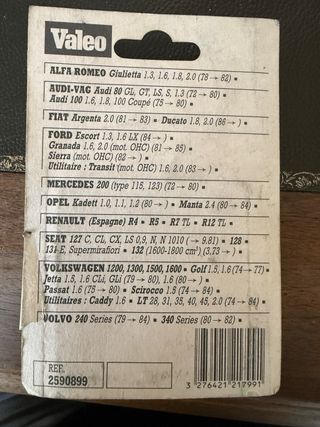 Valeo
ALFA ROMEO Giulietta 1.3, 1.6, 1.8, 2.0 (78 → 82) ▪
AUDI-VAG Audi 80 GL, GT, LS, S, 1.3 (72 → 80) ▪
Audi 100 1.6, 1.8, 100 Coupé (75 → 80) ▪
FIAT Argenta 2.0 (81 → 83) ▪ Ducato 1.8, 2.0 (86 → ) ▪
FORD Escort 1.3, 1.6 LX (84 → ) ▪
Granada 1.6, 2.0 (mot. OHC) (81 → 85) ▪
Sierra (mot. OHC) (82 → ) ▪
Utilitaire : Transit (mot. OHC) 1.6, 2.0 (83 → ) ▪
MERCEDES 200 (type 115, 123) (72 → 80) ▪
OPEL Kadett 1.0, 1.1, 1.2 (80 → ) ▪ Manta 2.4 (80 → 84) ▪
RENAULT (Espagne) R4 ▪ R5 ▪ R7 TL ▪ R12 TL ▪
SEAT 127 C, CL, CX, LS 0,9, N, N 1010 ( → 9.81) ▪ 128 ▪
131 E, Supermirafiori ▪ 132 (1600-1800 cm³) (3,73 → ) ▪
VOLKSWAGEN 1200, 1300, 1500, 1600 ▪ Golf 1.5, 1.6 (74 → 77) ▪
Jetta 1.5, 1.6 CLi, GLi (79 → 80), 1.6 (80 → ) ▪
Passat 1.6 (75 → 80) ▪ Scirocco 1.5 (74 → 84) ▪
Utilitaires : Caddy 1.6 ▪ LT 28, 31, 35, 40, 45, 2.0 (74 → 84) ▪
VOLVO 240 Series (79 → 84) ▪ 340 Series (80 → 82) ▪
REF.
2590899
3 276421 217991